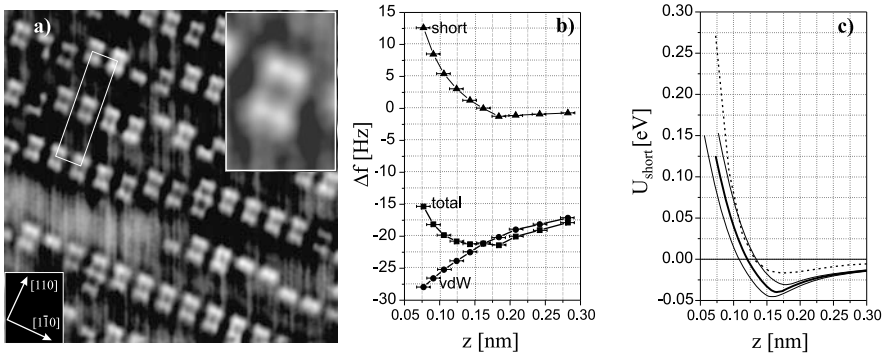 a)
[110]
[11̅0]
b)
short
total
vdW
Δf [Hz]
15
10
5
0
-5
-10
-15
-20
-25
-30
0.05 0.10 0.15 0.20 0.25 0.30
z [nm]
c)
U_short [eV]
0.30
0.25
0.20
0.15
0.10
0.05
0.00
-0.05
0.05 0.10 0.15 0.20 0.25 0.30
z [nm]